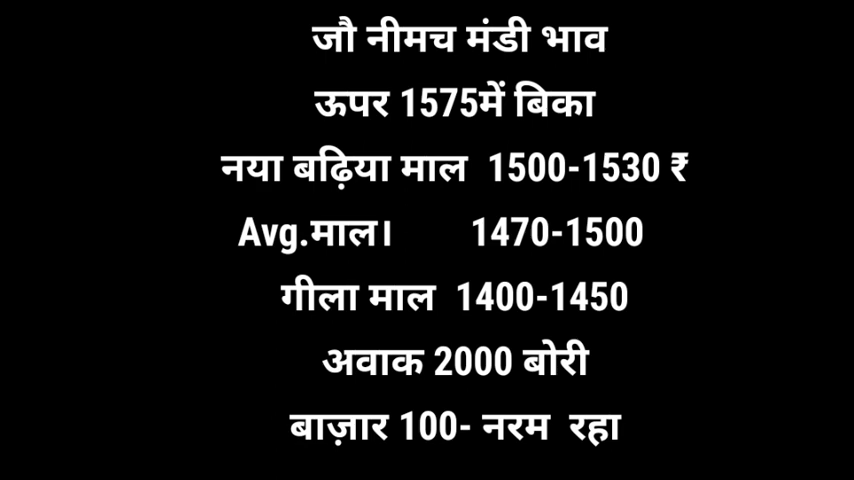 जौ नीमच मंडी भाव
ऊपर 1575में बिका
नया बढ़िया माल 1500-1530 ₹
Avg.माल। 1470-1500
गीला माल 1400-1450
अवाक 2000 बोरी
बाज़ार 100- नरम रहा